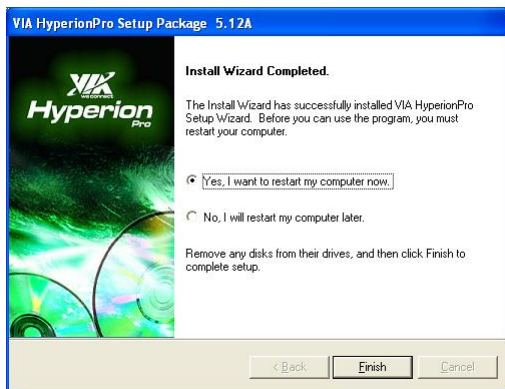 VIA HyperionPro Setup Package 5.12A
VIA
we connect
Hyperion
Pro
Install Wizard Completed.
The Install Wizard has successfully installed VIA HyperionPro
Setup Wizard. Before you can use the program, you must
restart your computer.
Yes, I want to restart my computer now.
No, I will restart my computer later.
Remove any disks from their drives, and then click Finish to
complete setup.
< Back
Finish
Cancel